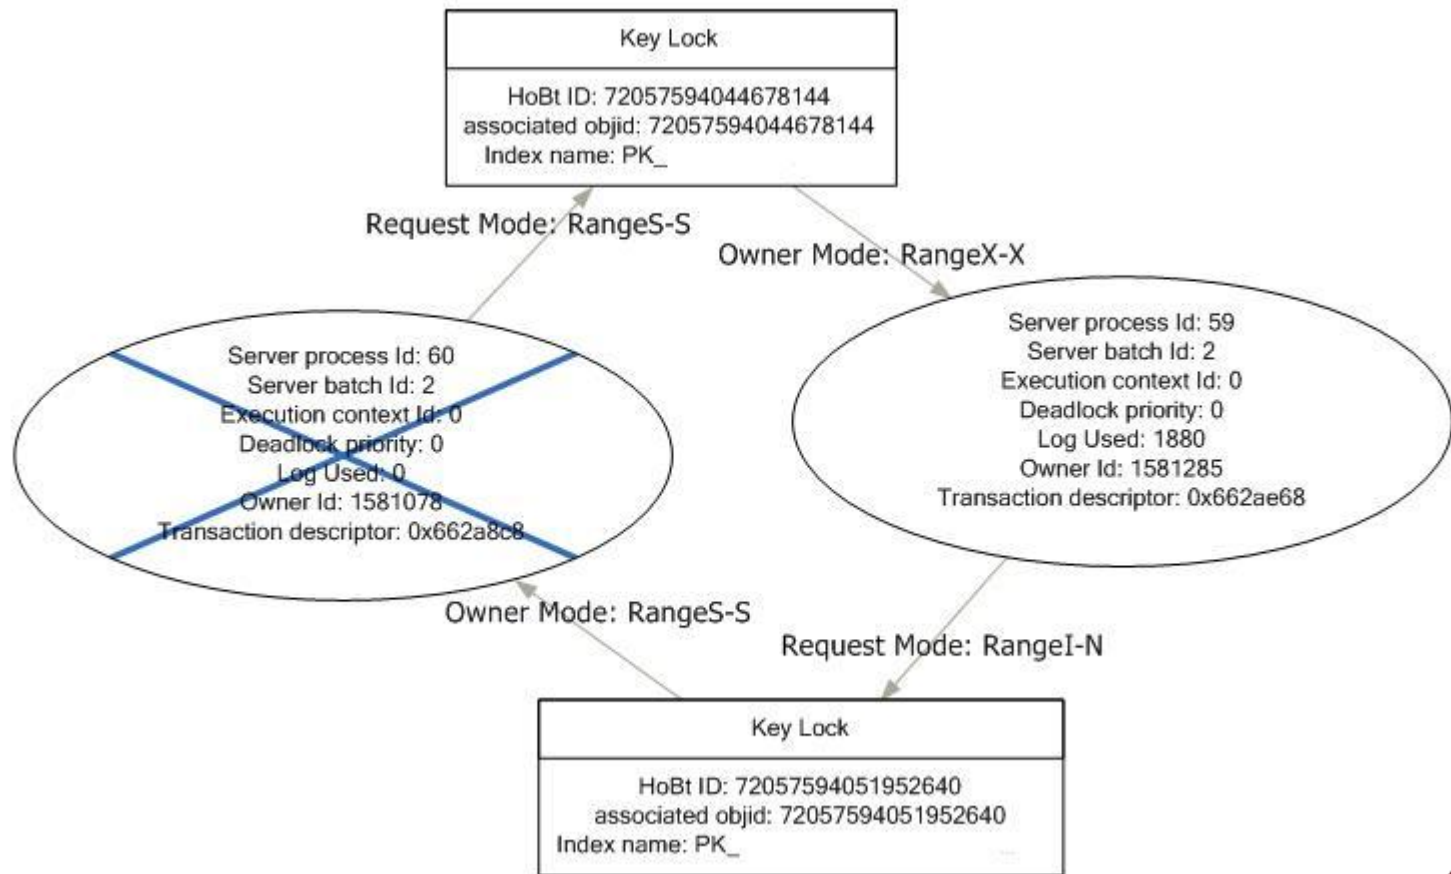 Key Lock
HoBt ID: 72057594044678144
associated objid: 72057594044678144
Index name: PK_
Request Mode: RangeS-S
Owner Mode: RangeX-X
Server process Id: 60
Server batch Id: 2
Execution context Id: 0
Deadlock priority: 0
Log Used: 0
Owner Id: 1581078
Transaction descriptor: 0x662a8c8
Server process Id: 59
Server batch Id: 2
Execution context Id: 0
Deadlock priority: 0
Log Used: 1880
Owner Id: 1581285
Transaction descriptor: 0x662ae68
Owner Mode: RangeS-S
Request Mode: RangeI-N
Key Lock
HoBt ID: 72057594051952640
associated objid: 72057594051952640
Index name: PK_